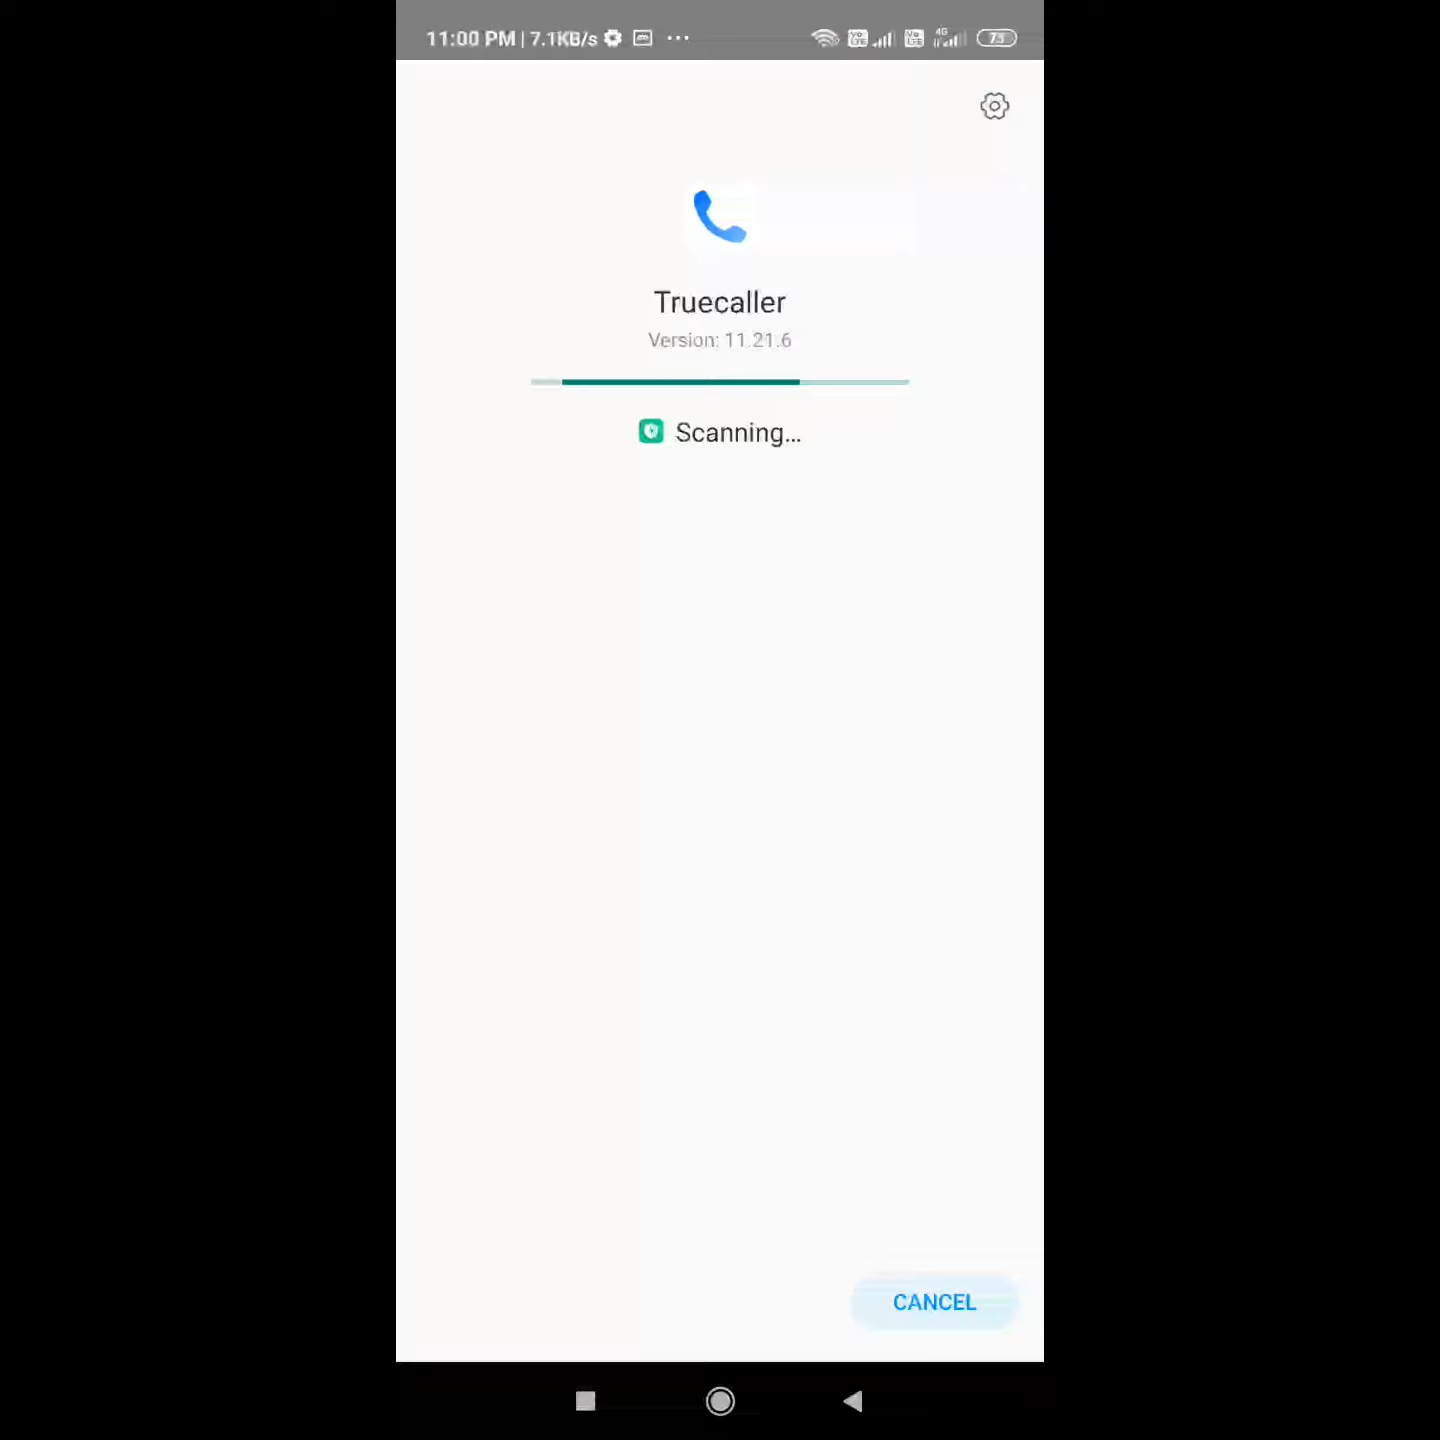 11:00 PM | 7.1KB/s
Truecaller
Version: 11.21.6
Scanning...
CANCEL